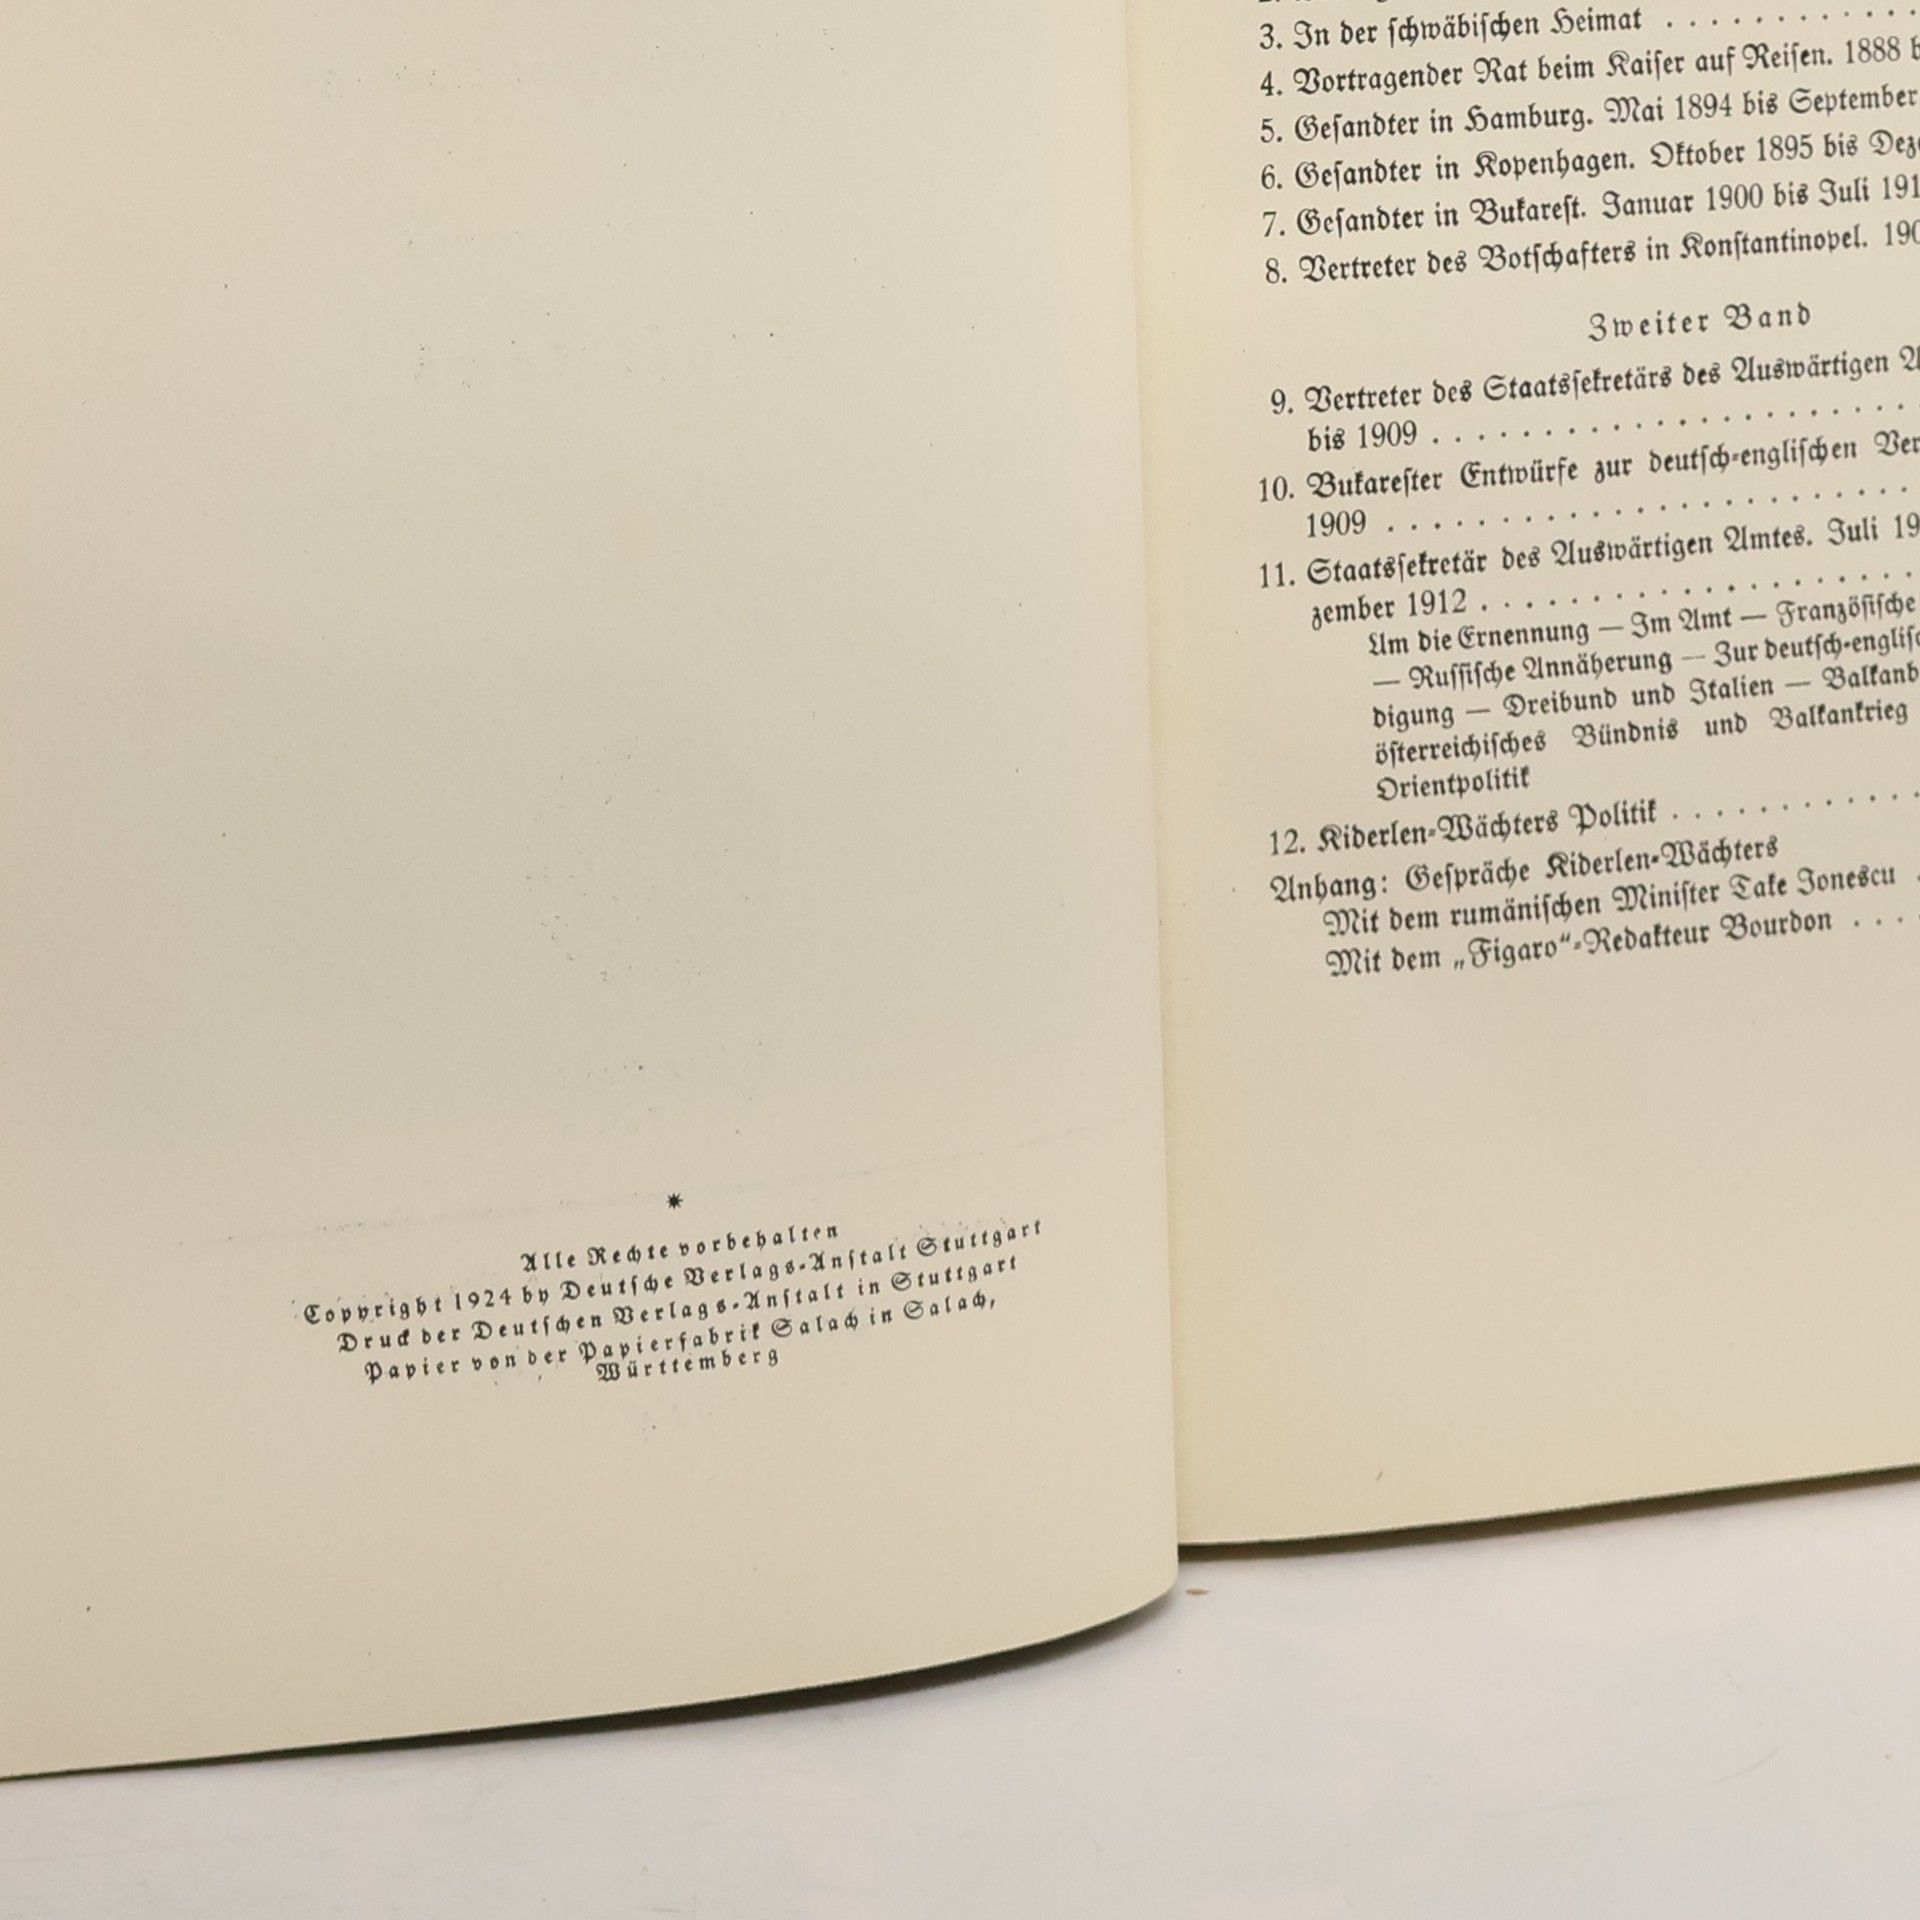 Alle Rechte vorbehalten
Copyright 1924 by Deutsche Verlags-Anstalt Stuttgart
Druck der Deutschen Verlags-Anstalt in Stuttgart
Papier von der Papierfabrik Salach in Salach,
Württemberg
3. In der schwäbischen Heimat . . . . . . . . .
4. Vortragender Rat beim Kaiser auf Reisen. 1888
5. Gesandter in Hamburg. Mai 1894 bis September
6. Gesandter in Kopenhagen. Oktober 1895 bis
7. Gesandter in Bukarest. Januar 1900 bis Juli
8. Vertreter des Botschafters in Konstantinopel.
Zweiter Band
9. Vertreter des Staatssekretärs des Auswärtigen
bis 1909 . . . . . . . . . . . . . . . . .
10. Bukarester Entwürfe zur deutsch-englischen
1909 . . . . . . . . . . . . . . . . . .
11. Staatssekretär des Auswärtigen Amtes. Juli
zember 1912 . . . . . . . . . . . . . . .
Um die Ernennung — Im Amt — Französische
— Russische Annäherung — Zur
digung — Dreibund und Italien —
österreichisches Bündnis und Balkankrieg
Orientpolitik
12. Kiderlen-Wächters Politik . . . . . . . . .
Anhang: Gespräche Kiderlen-Wächters
Mit dem rumänischen Minister Take Jonescu .
Mit dem „Figaro“-Redakteur Bourdon . . .